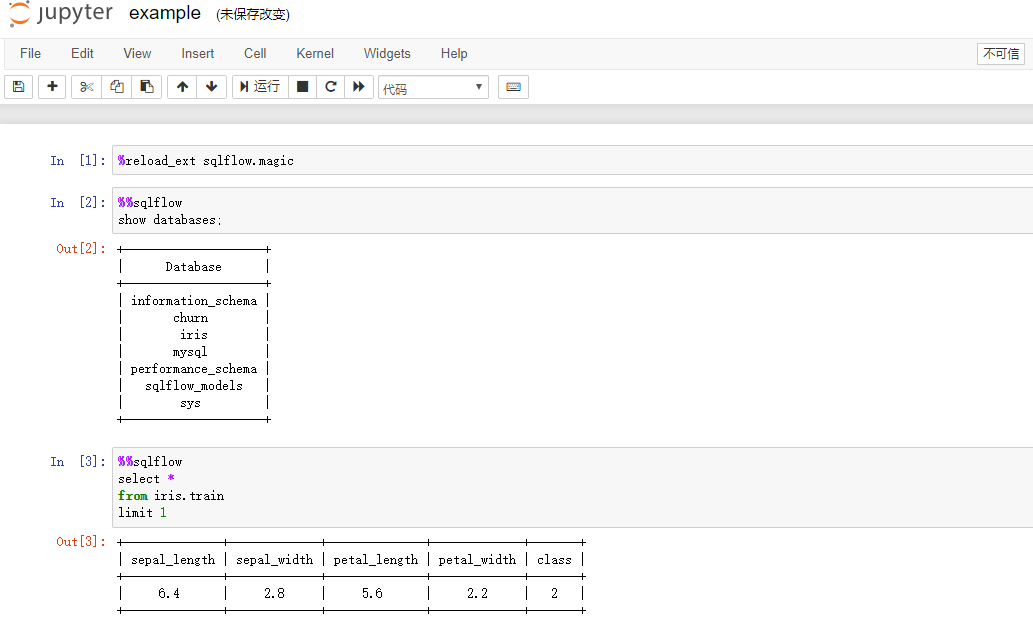 jupyter example (未保存改变)
File Edit View Insert Cell Kernel Widgets Help 不可信
运行 代码
In [1]: %reload_ext sqlflow.magic
In [2]: %%sqlflow
show databases;
Out[2]:
Database
information_schema
churn
iris
mysql
performance_schema
sqlflow_models
sys
In [3]: %%sqlflow
select *
from iris.train
limit 1
Out[3]:
| sepal_length | sepal_width | petal_length | petal_width | class |
| 6.4 | 2.8 | 5.6 | 2.2 | 2 |